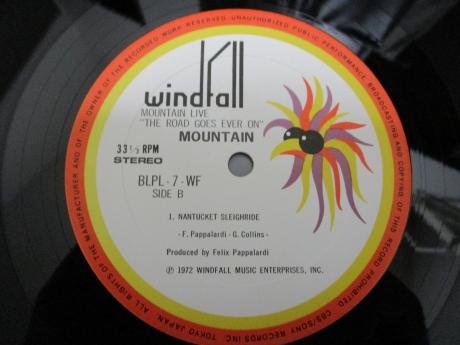 windfall
MOUNTAIN LIVE
"THE ROAD GOES EVER ON"
MOUNTAIN
33 1/3 RPM
STEREO
BLPL-7-WF
SIDE B
1. NANTUCKET SLEIGHRIDE
- F. Pappalardi - G. Collins -
Produced by Felix Pappalardi
℗ 1972 WINDFALL MUSIC ENTERPRISES, INC.
ALL RIGHTS OF THE MANUFACTURER AND OF THE OWNER OF THE RECORDED WORK RESERVED. UNAUTHORIZED PUBLIC PERFORMANCE, BROADCASTING AND COPYING OF THIS RECORD PROHIBITED. CBS/SONY RECORDS INC. TOKYO JAPAN.